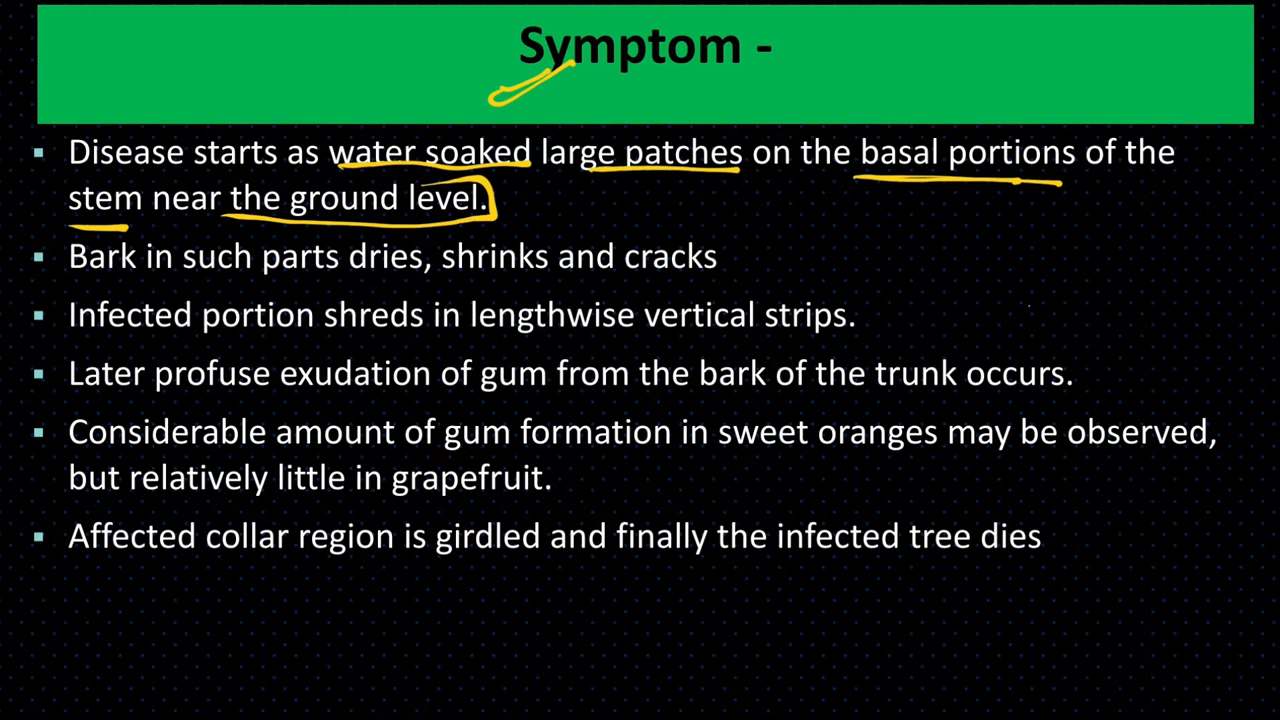 Symptom -
▪ Disease starts as water soaked large patches on the basal portions of the
stem near the ground level.
▪ Bark in such parts dries, shrinks and cracks
▪ Infected portion shreds in lengthwise vertical strips.
▪ Later profuse exudation of gum from the bark of the trunk occurs.
▪ Considerable amount of gum formation in sweet oranges may be observed,
but relatively little in grapefruit.
▪ Affected collar region is girdled and finally the infected tree dies